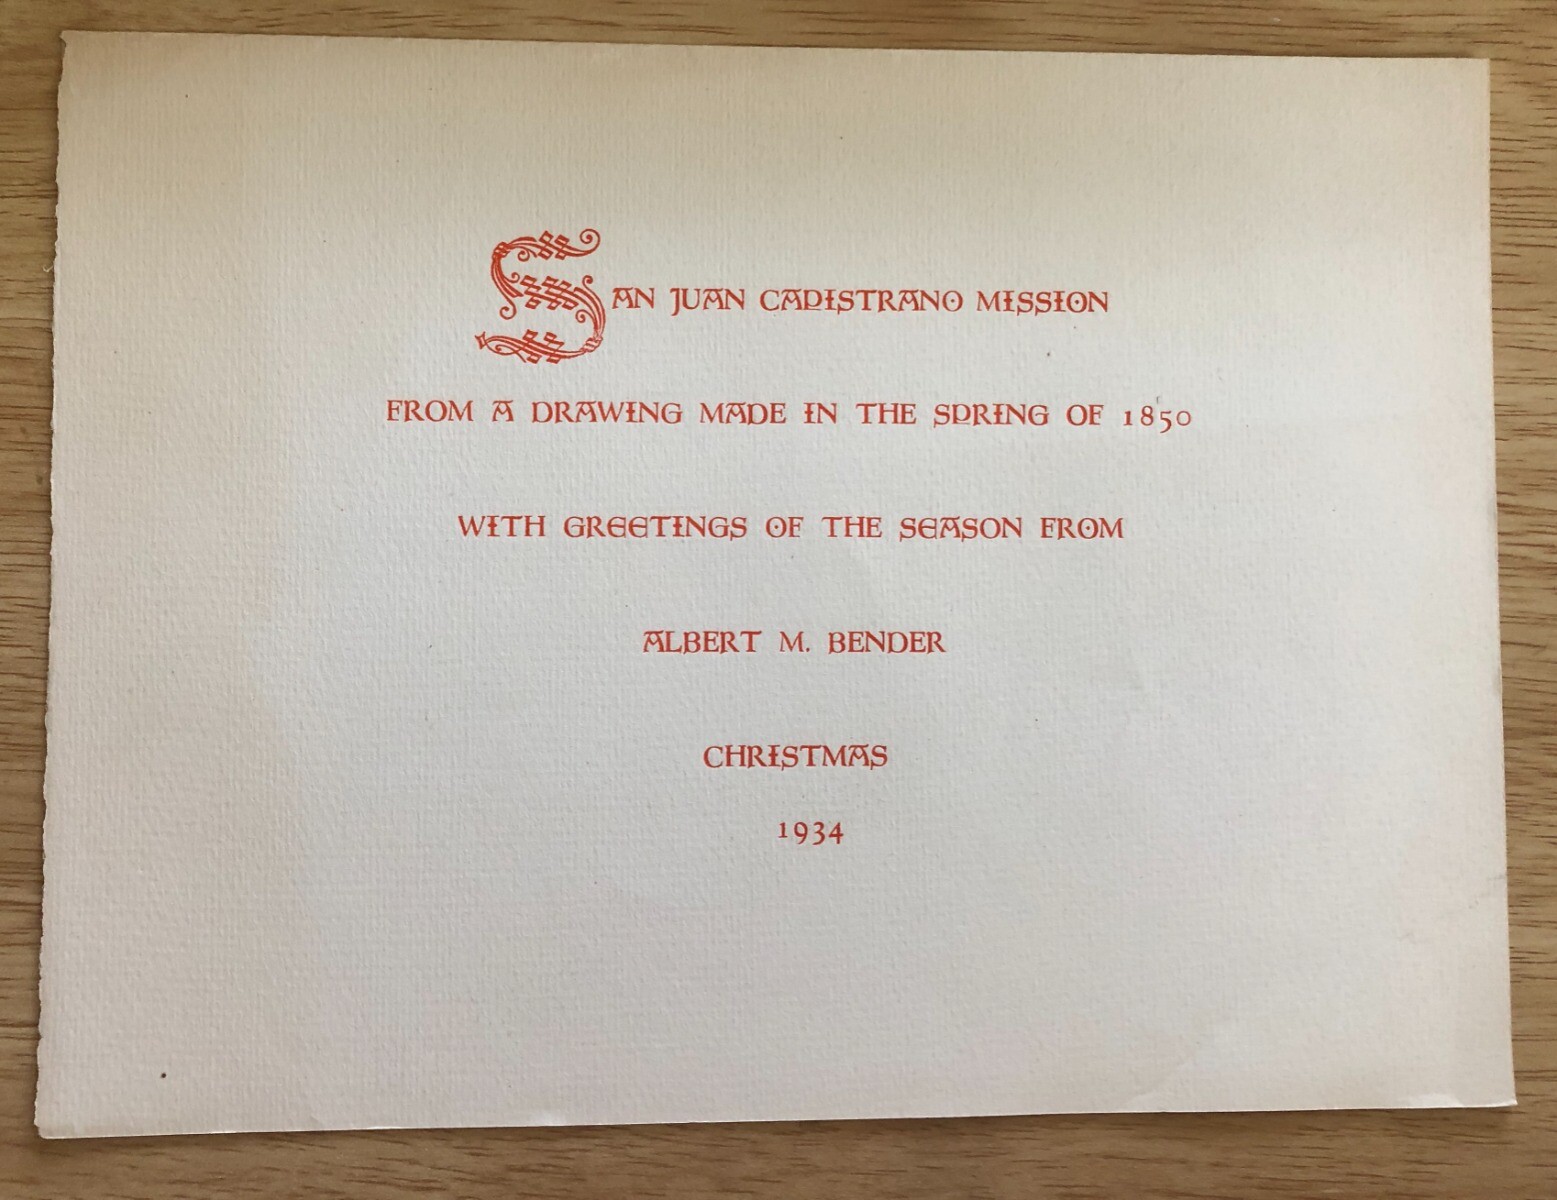 SAN JUAN CAPISTRANO MISSION
FROM A DRAWING MADE IN THE SPRING OF 1850
WITH GREETINGS OF THE SEASON FROM
ALBERT M. BENDER
CHRISTMAS
1934